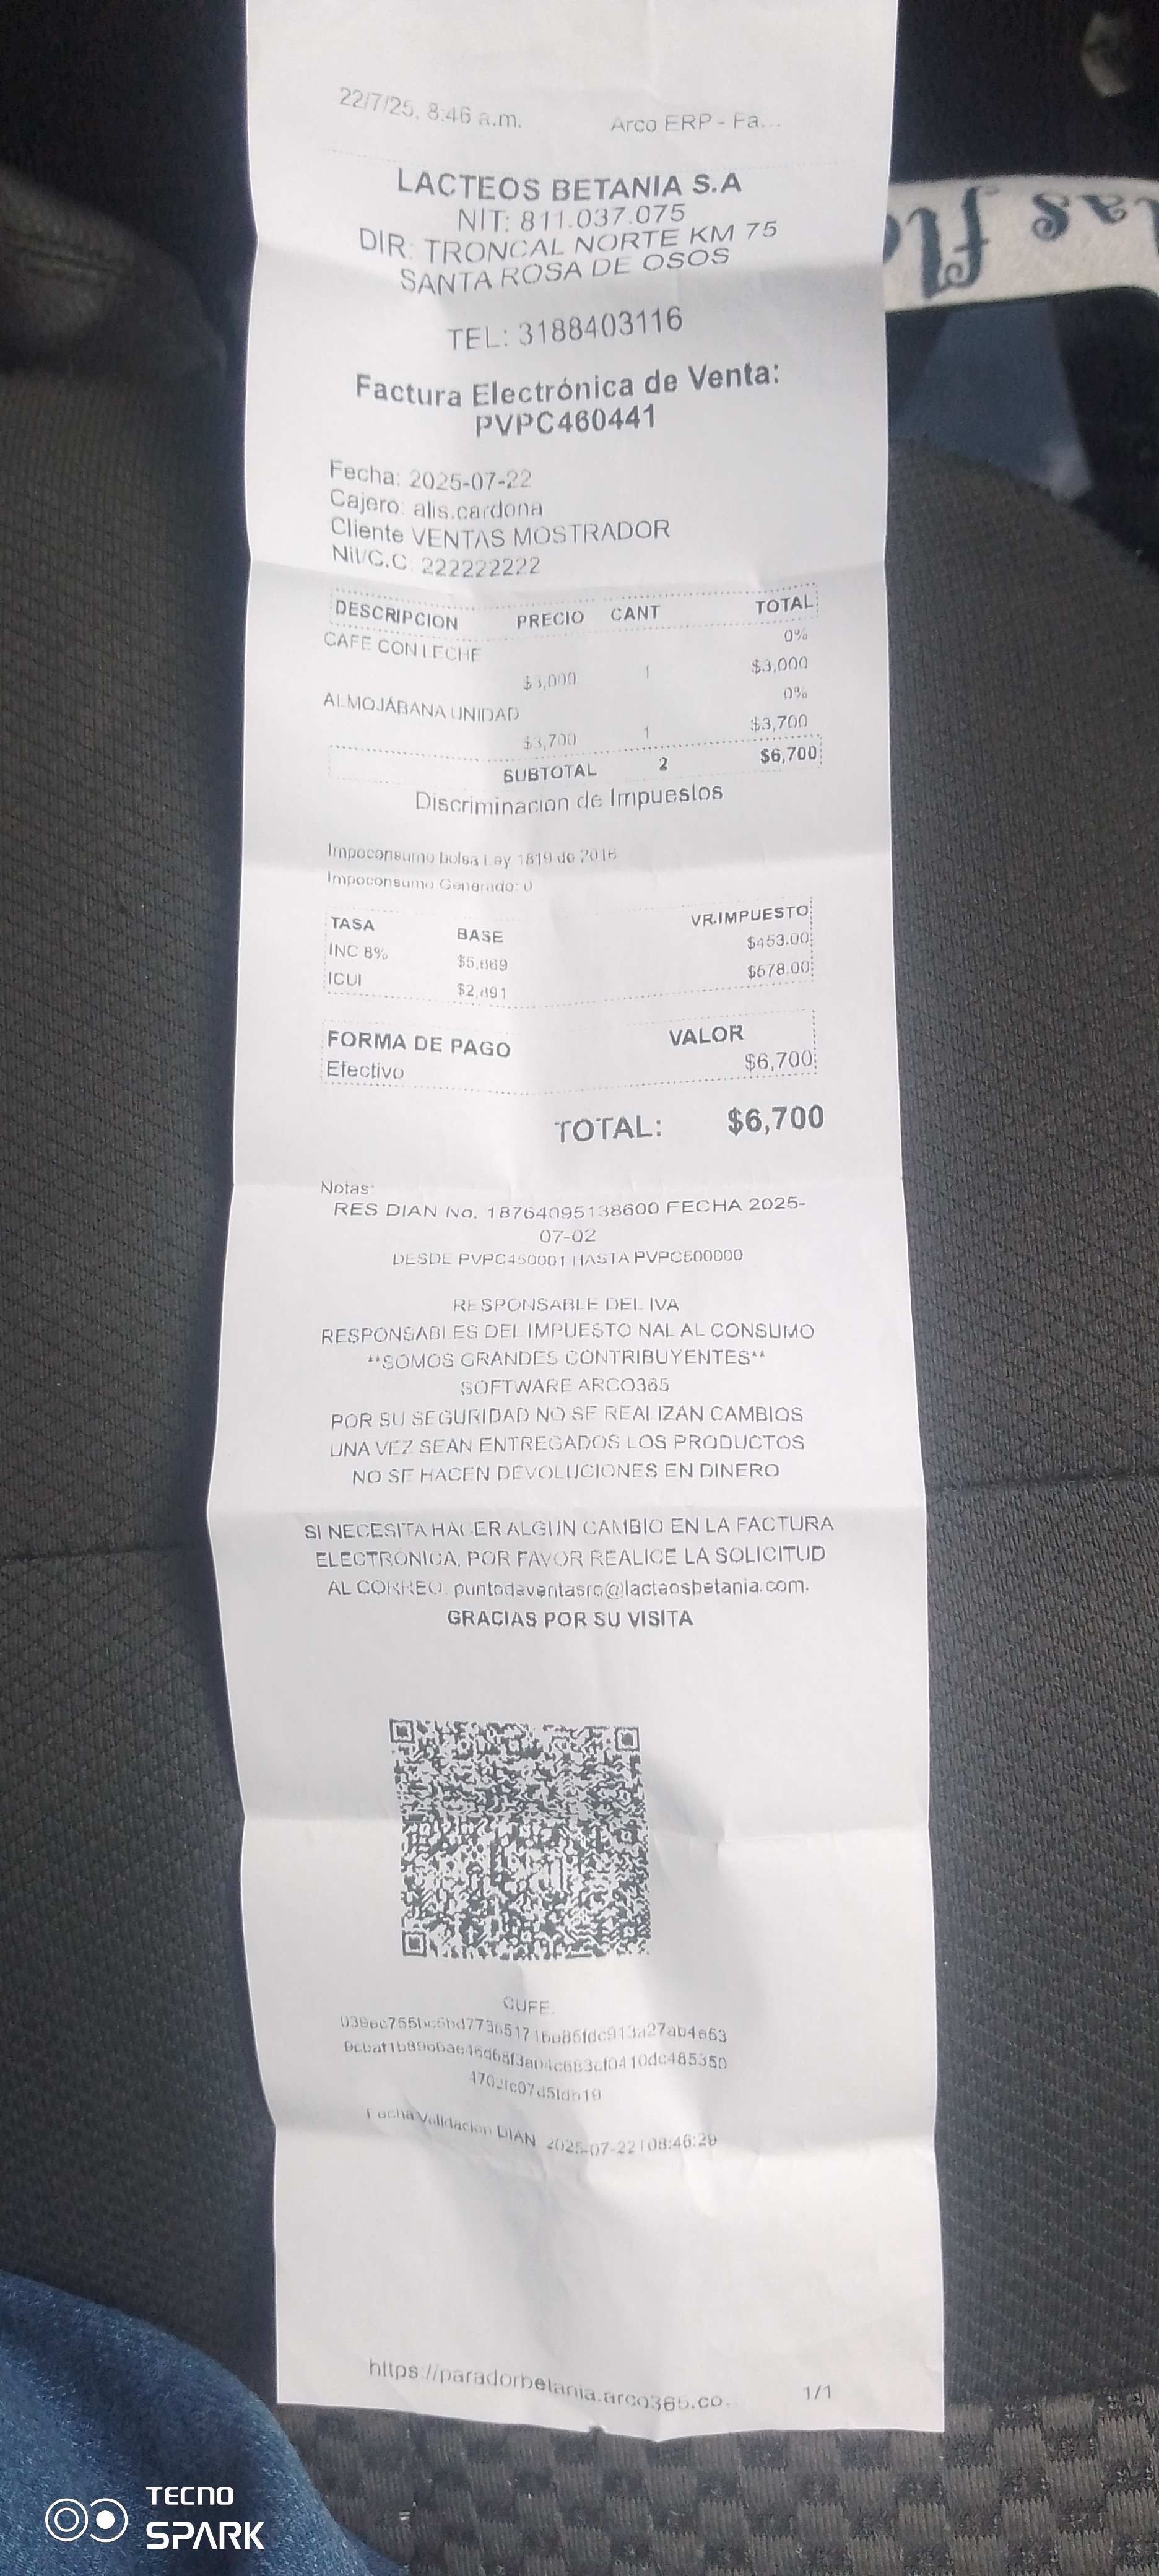 22/7/25, 8:46 a.m. Arco ERP - Fa...
LACTEOS BETANIA S.A
NIT: 811.037.075
DIR: TRONCAL NORTE KM 75
SANTA ROSA DE OSOS
TEL: 3188403116
Factura Electrónica de Venta:
PVPC460441
Fecha: 2025-07-22
Cajero: alis.cardona
Cliente VENTAS MOSTRADOR
Nit/C.C: 222222222
DESCRIPCION PRECIO CANT TOTAL
CAFE CON LECHE 0%
$3,000 1 $3,000
ALMOJÁBANA UNIDAD 0%
$3,700 1 $3,700
SUBTOTAL 2 $6,700
Discriminacion de Impuestos
Impoconsumo bolsa Ley 1819 de 2016
Impoconsumo Generado: 0
TASA BASE VR.IMPUESTO
INC 8% $453.00
ICUI $578.00
FORMA DE PAGO VALOR
Efectivo $6,700
TOTAL: $6,700
Notas:
RES DIAN No. 18764095138600 FECHA 2025-
07-02
DESDE PVPC450001 HASTA PVPC500000
RESPONSABLE DEL IVA
RESPONSABLES DEL IMPUESTO NAL AL CONSUMO
**SOMOS GRANDES CONTRIBUYENTES**
SOFTWARE ARCO365
POR SU SEGURIDAD NO SE REALIZAN CAMBIOS
UNA VEZ SEAN ENTREGADOS LOS PRODUCTOS
NO SE HACEN DEVOLUCIONES EN DINERO
SI NECESITA HACER ALGUN CAMBIO EN LA FACTURA
ELECTRONICA, POR FAVOR REALICE LA SOLICITUD
AL CORREO: puntodeventasro@lacteosbetania.com.
GRACIAS POR SU VISITA
CUFE:
Fecha Validacion DIAN 2025-07-22T08:46:29
https://paradorbetania.arco365.co... 1/1
las flo
TECNO
SPARK